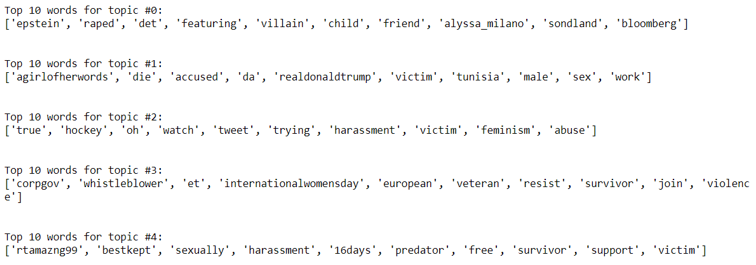 Top 10 words for topic #0:
['epstein', 'raped', 'det', 'featuring', 'villain', 'child', 'friend', 'alyssa_milano', 'sondland', 'bloomberg']
Top 10 words for topic #1:
['agirlofherwords', 'die', 'accused', 'da', 'realdonaldtrump', 'victim', 'tunisia', 'male', 'sex', 'work']
Top 10 words for topic #2:
['true', 'hockey', 'oh', 'watch', 'tweet', 'trying', 'harassment', 'victim', 'feminism', 'abuse']
Top 10 words for topic #3:
['corpgov', 'whistleblower', 'et', 'internationalwomensday', 'european', 'veteran', 'resist', 'survivor', 'join', 'violenc
e']
Top 10 words for topic #4:
['rtamazng99', 'bestkept', 'sexually', 'harassment', '16days', 'predator', 'free', 'survivor', 'support', 'victim']